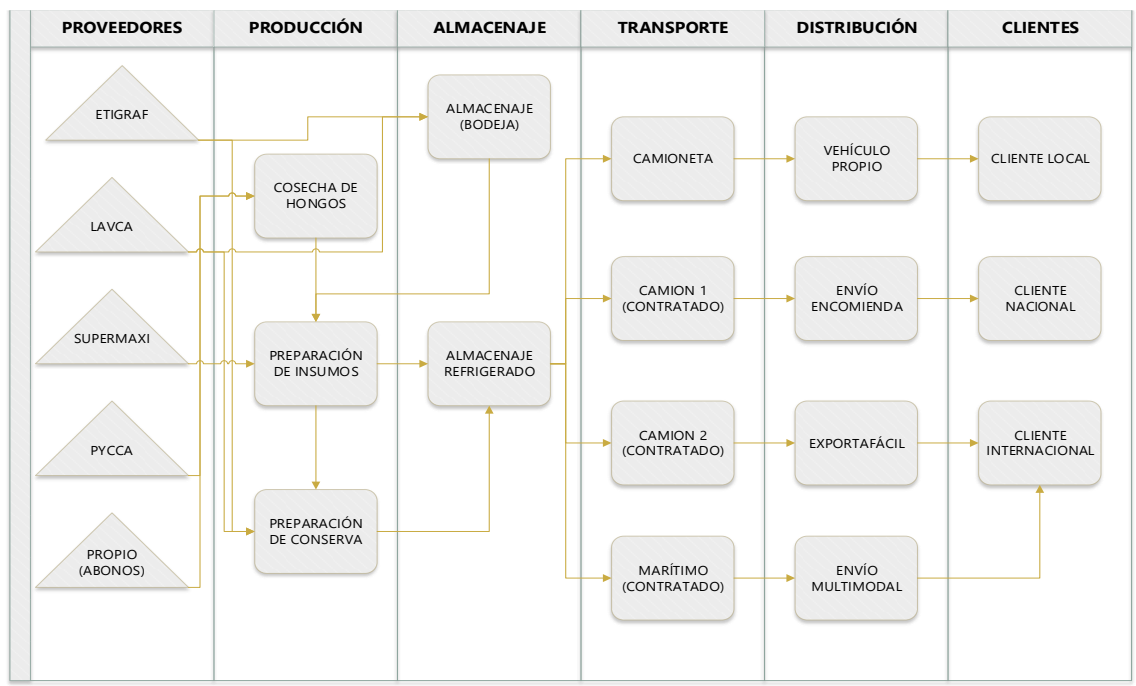 PROVEEDORES
PRODUCCIÓN
ALMACENAJE
TRANSPORTE
DISTRIBUCIÓN
CLIENTES
ETIGRAF
LAVCA
SUPERMAXI
PYCCA
PROPIO
(ABONOS)
COSECHA DE
HONGOS
PREPARACIÓN
DE INSUMOS
PREPARACIÓN
DE CONSERVA
ALMACENAJE
(BODEJA)
ALMACENAJE
REFRIGERADO
CAMIONETA
CAMION 1
(CONTRATADO)
CAMION 2
(CONTRATADO)
MARÍTIMO
(CONTRATADO)
VEHÍCULO
PROPIO
ENVÍO
ENCOMIENDA
EXPORTAFÁCIL
ENVÍO
MULTIMODAL
CLIENTE LOCAL
CLIENTE
NACIONAL
CLIENTE
INTERNACIONAL